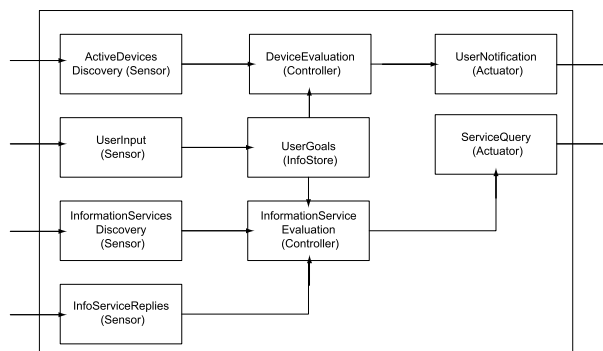 ActiveDevices
Discovery (Sensor)
DeviceEvaluation
(Controller)
UserNotification
(Actuator)
UserInput
(Sensor)
UserGoals
(InfoStore)
ServiceQuery
(Actuator)
InformationServices
Discovery
(Sensor)
InformationService
Evaluation
(Controller)
InfoServiceReplies
(Sensor)